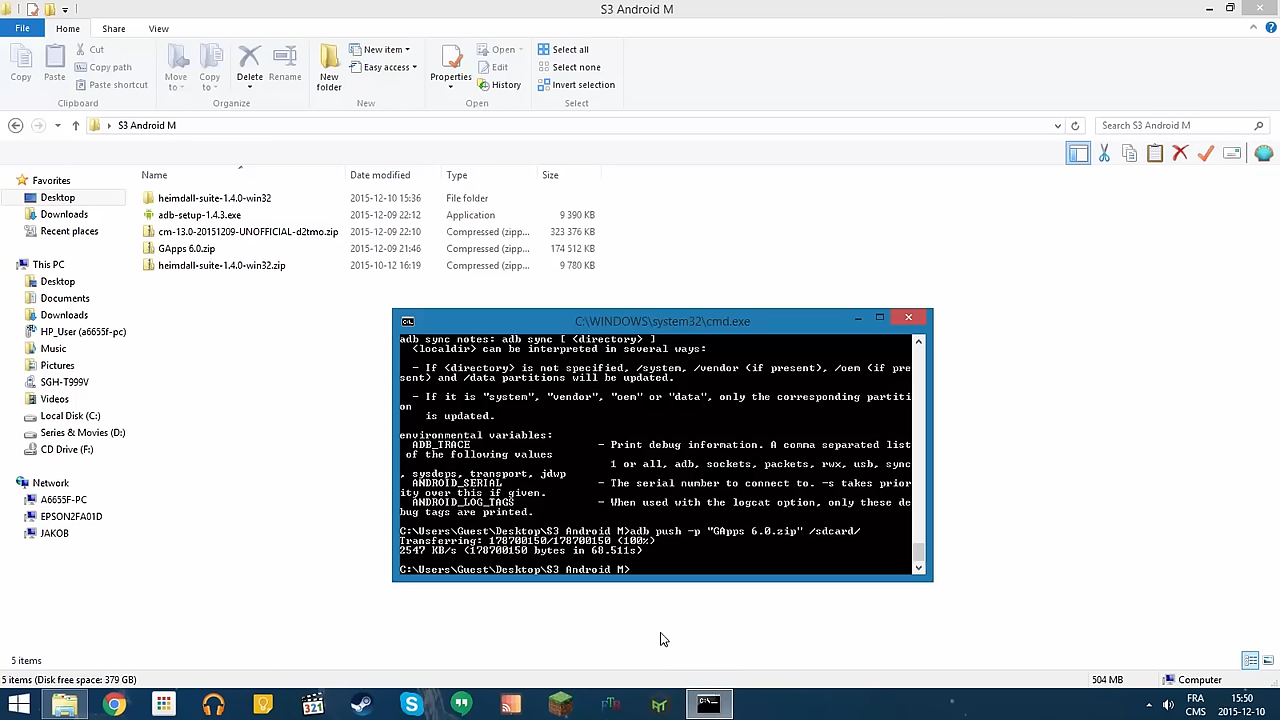 S3 Android M
File
Home
Share
View
Copy
Paste
Cut
Copy path
Paste shortcut
Clipboard
Move to
Copy to
Delete
Rename
Organize
New folder
New item
Easy access
New
Properties
Open
Edit
History
Open
Select all
Select none
Invert selection
Select
S3 Android M
Search S3 Android M
Name
Date modified
Type
Size
heimdall-suite-1.4.0-win32 2015-12-10 15:36 File folder
adb-setup-1.4.3.exe 2015-12-09 22:12 Application 9 390 KB
cm-13.0-20151209-UNOFFICIAL-d2tmo.zip 2015-12-09 22:10 Compressed (zipp... 323 376 KB
GApps 6.0.zip 2015-12-09 21:46 Compressed (zipp... 174 512 KB
heimdall-suite-1.4.0-win32.zip 2015-10-12 16:19 Compressed (zipp... 9 780 KB
Favorites
Desktop
Downloads
Recent places
This PC
Desktop
Documents
Downloads
HP_User (a6655f-pc)
Music
Pictures
SGH-T999V
Videos
Local Disk (C:)
Series & Movies (D:)
CD Drive (F:)
Network
A6655F-PC
EPSON2FA01D
JAKOB
C:\WINDOWS\system32\cmd.exe
adb sync notes: adb sync [ <directory> ]
<localdir> can be interpreted in several ways:
- If <directory> is not specified, /system, /vendor (if present), /oem (if pre
sent) and /data partitions will be updated.
- If it is "system", "vendor", "oem" or "data", only the corresponding partiti
on
is updated.
environmental variables:
ADB_TRACE - Print debug information. A comma separated list
of the following values
1 or all, adb, sockets, packets, rwx, usb, sync
, sysdeps, transport, jdwp
ANDROID_SERIAL - The serial number to connect to. -s takes prior
ity over this if given.
ANDROID_LOG_TAGS - When used with the logcat option, only these de
bug tags are printed.
C:\Users\Guest\Desktop\S3 Android M>adb push -p "GApps 6.0.zip" /sdcard/
Transferring: 178700150/178700150 (100%)
2547 KB/s (178700150 bytes in 68.511s)
C:\Users\Guest\Desktop\S3 Android M>
5 items
5 items (Disk free space: 379 GB)
504 MB
Computer
321
FRA
CMS
15:50
2015-12-10